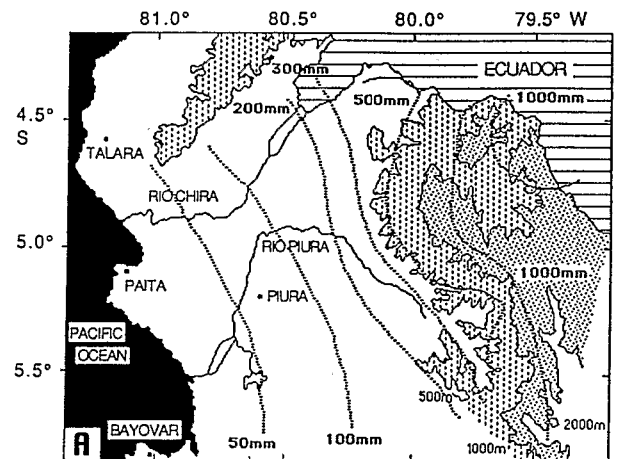 81.0° 80.5° 80.0° 79.5° W
ECUADOR
300mm
200mm
500mm
1000mm
4.5°
S
TALARA
RIO CHIRA
5.0°
RIO PIURA
1000mm
PAITA
PIURA
PACIFIC
OCEAN
5.5°
500m
2000m
A
BAYOVAR
50mm
100mm
1000m